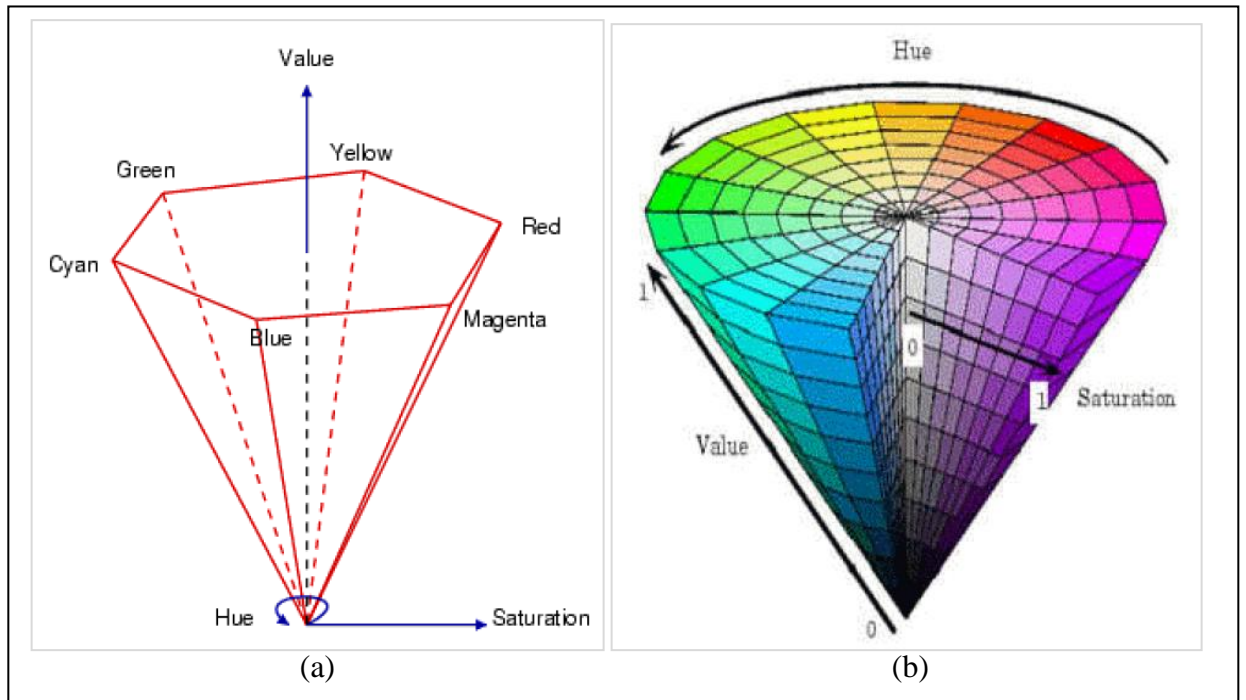 Value
Yellow
Green
Red
Cyan
Magenta
Blue
Hue
Saturation
(a)
Hue
1
0
1
Saturation
Value
0
(b)